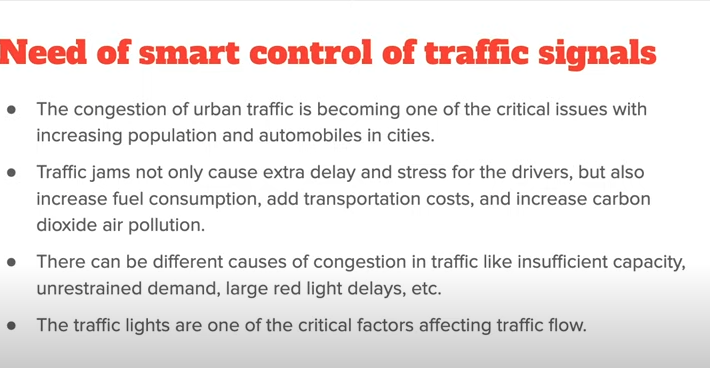 Need of smart control of traffic signals
● The congestion of urban traffic is becoming one of the critical issues with
increasing population and automobiles in cities.
● Traffic jams not only cause extra delay and stress for the drivers, but also
increase fuel consumption, add transportation costs, and increase carbon
dioxide air pollution.
● There can be different causes of congestion in traffic like insufficient capacity,
unrestrained demand, large red light delays, etc.
● The traffic lights are one of the critical factors affecting traffic flow.